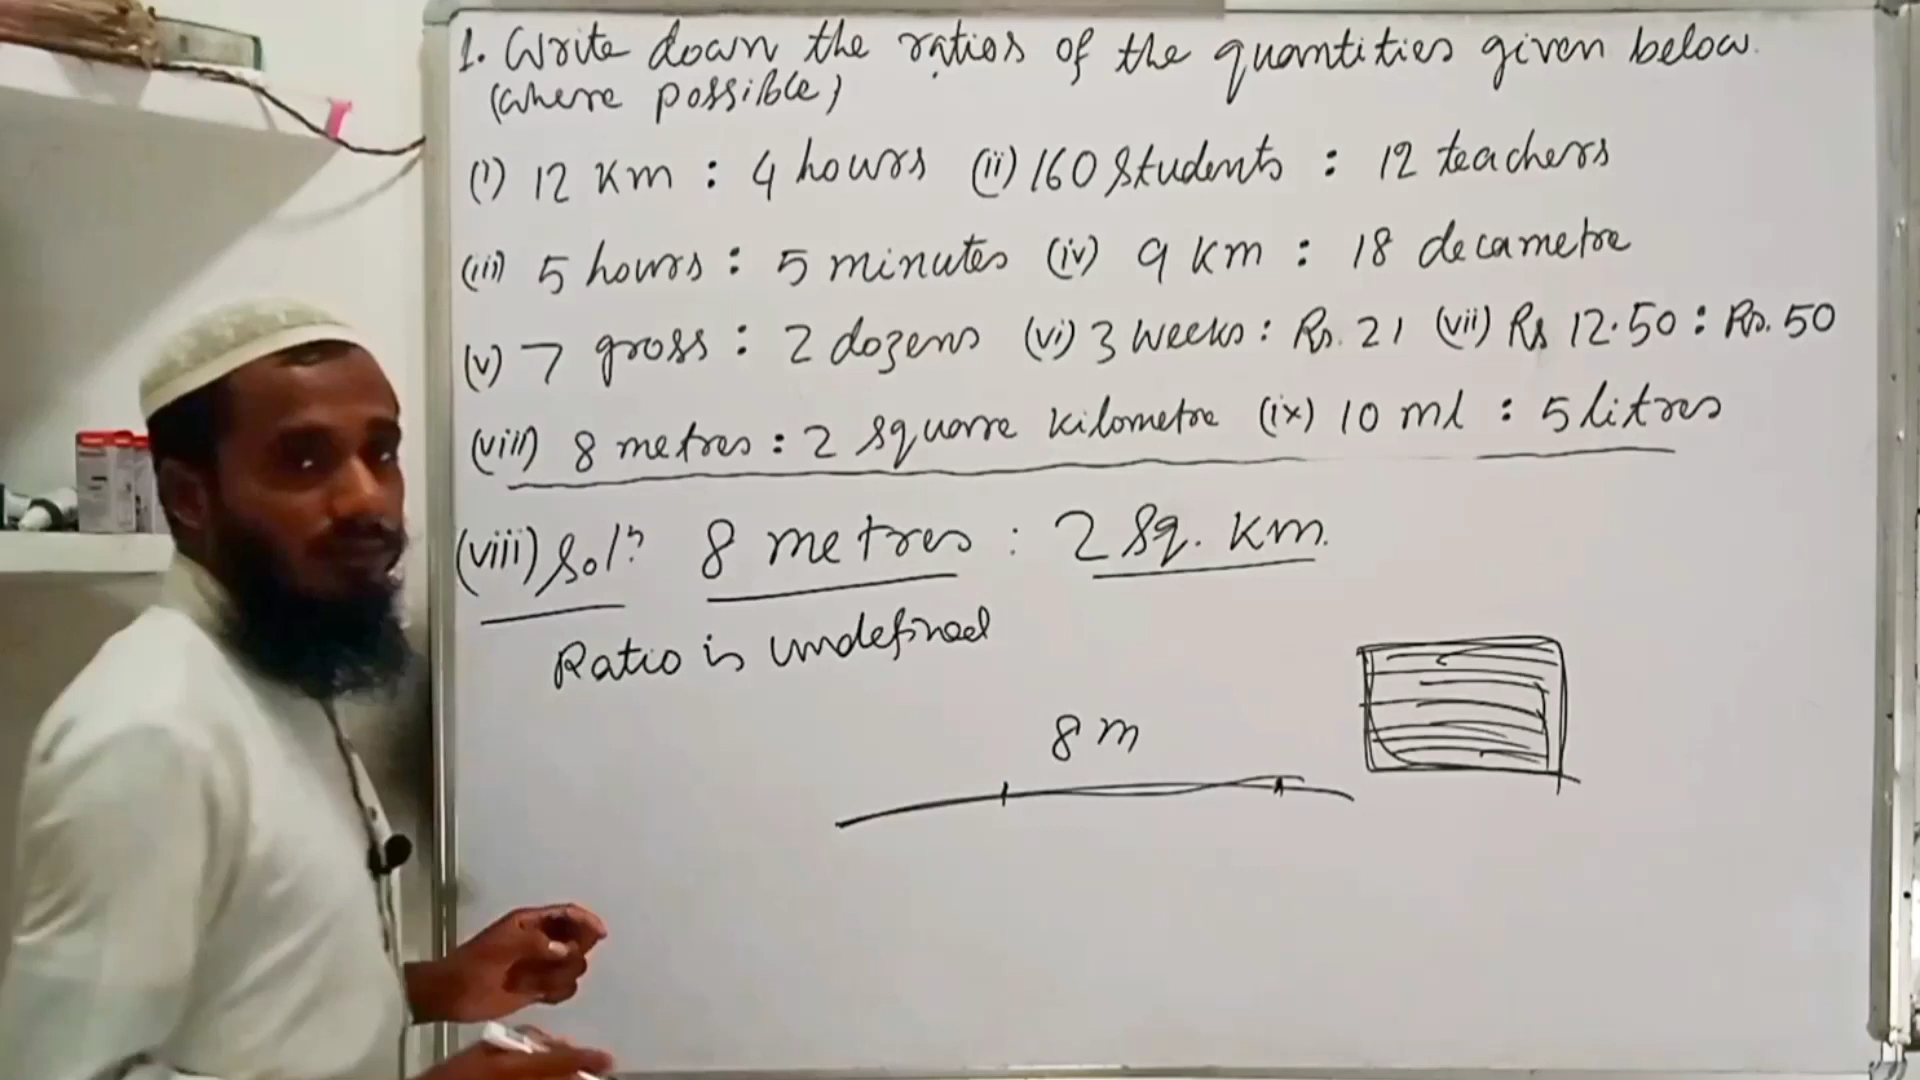 1. Write down the ratios of the quantities given below.
(where possible)
(i) 12 Km : 4 hours (ii) 160 Students : 12 teachers
(iii) 5 hours : 5 minutes (iv) 9 Km : 18 decametre
(v) 7 gross : 2 dozens (vi) 3 weeks : Rs. 21 (vii) Rs 12.50 : Rs. 50
(viii) 8 metres : 2 square kilometre (ix) 10 ml : 5 litres
(viii) Solⁿ: 8 metres : 2 Sq. km.
Ratio is undefined
8 m